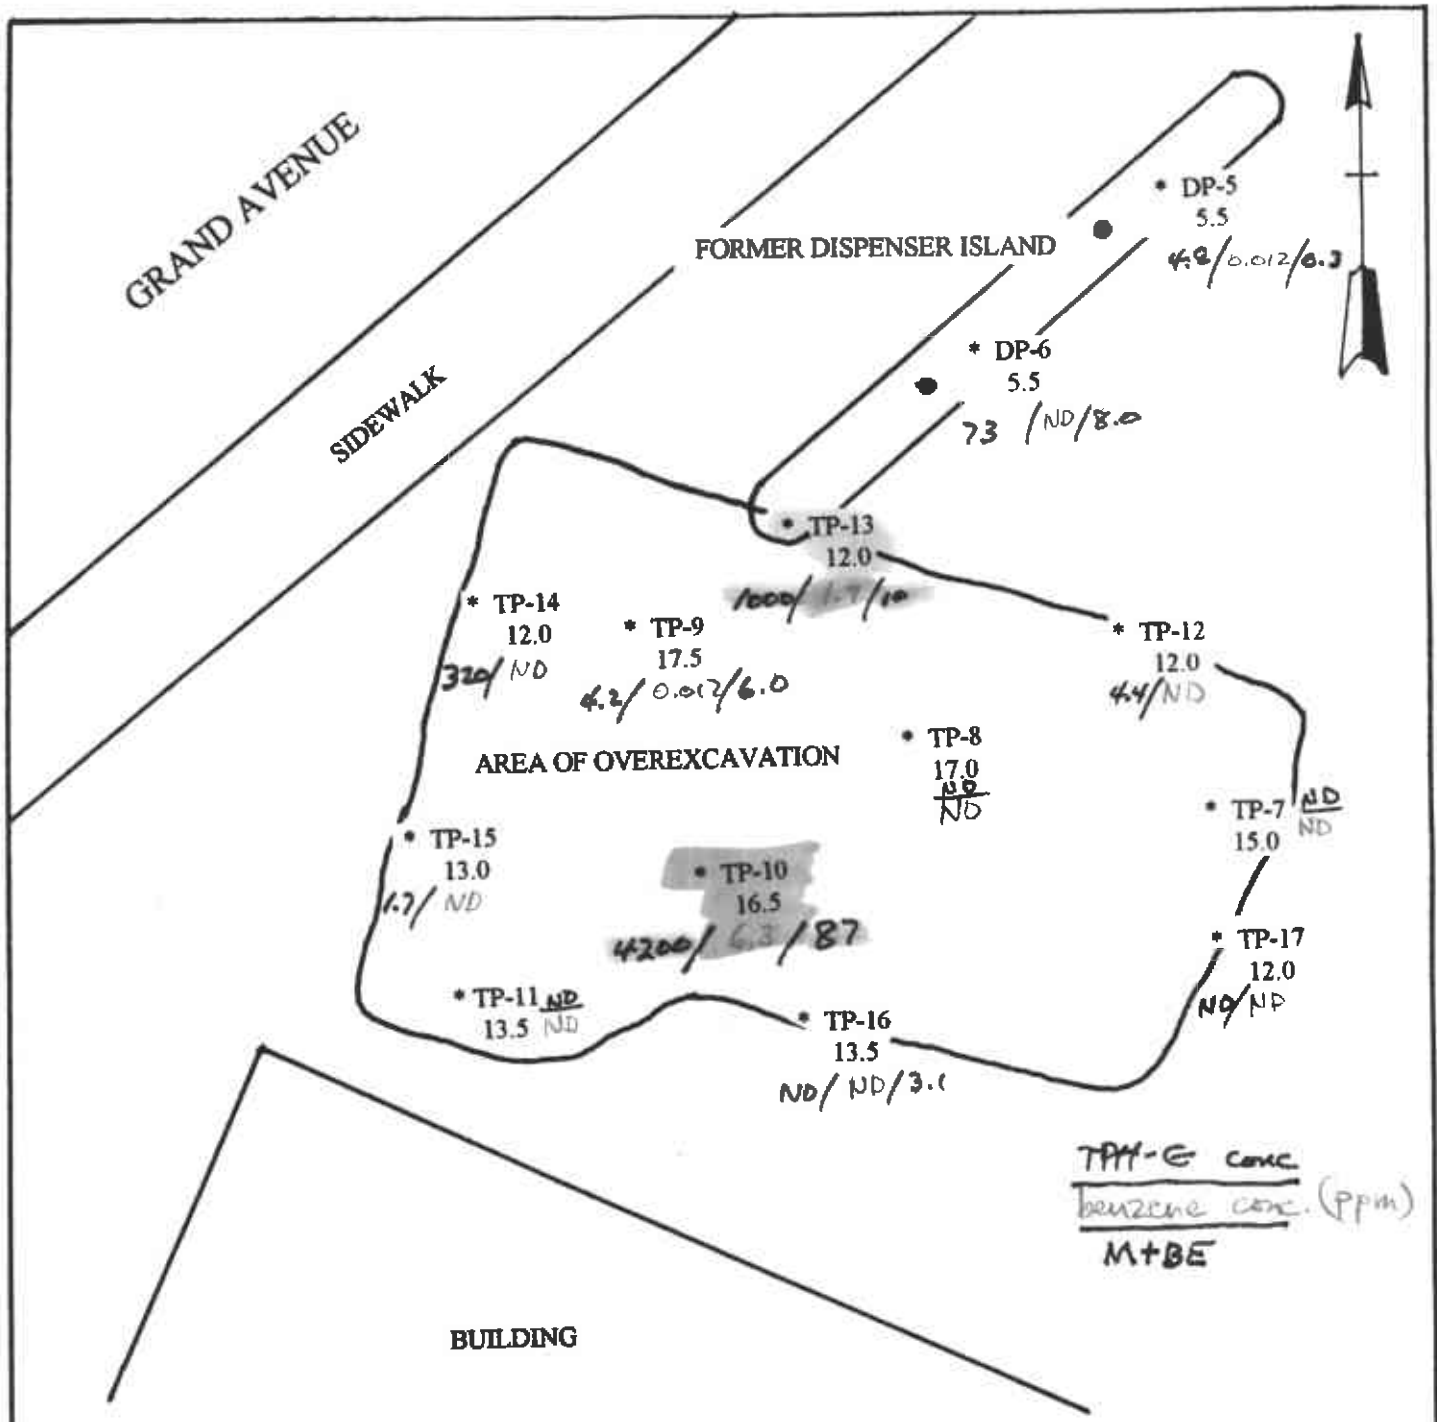 GRAND AVENUE
SIDEWALK
FORMER DISPENSER ISLAND
* DP-5
5.5
4.8/0.012/0.3
* DP-6
5.5
73 /ND/8.0
* TP-13
12.0
1000/1.7/10
* TP-14
12.0
320/ND
* TP-9
17.5
4.2/0.012/6.0
* TP-12
12.0
4.4/ND
AREA OF OVEREXCAVATION
* TP-8
17.0
ND
ND
* TP-7 ND
15.0 ND
* TP-15
13.0
1.7/ND
* TP-10
16.5
4200/6.3/87
* TP-17
12.0
ND/ND
* TP-11 ND
13.5 ND
* TP-16
13.5
ND/ND/3.1
TPH-G conc
benzene conc. (ppm)
MtBE
BUILDING